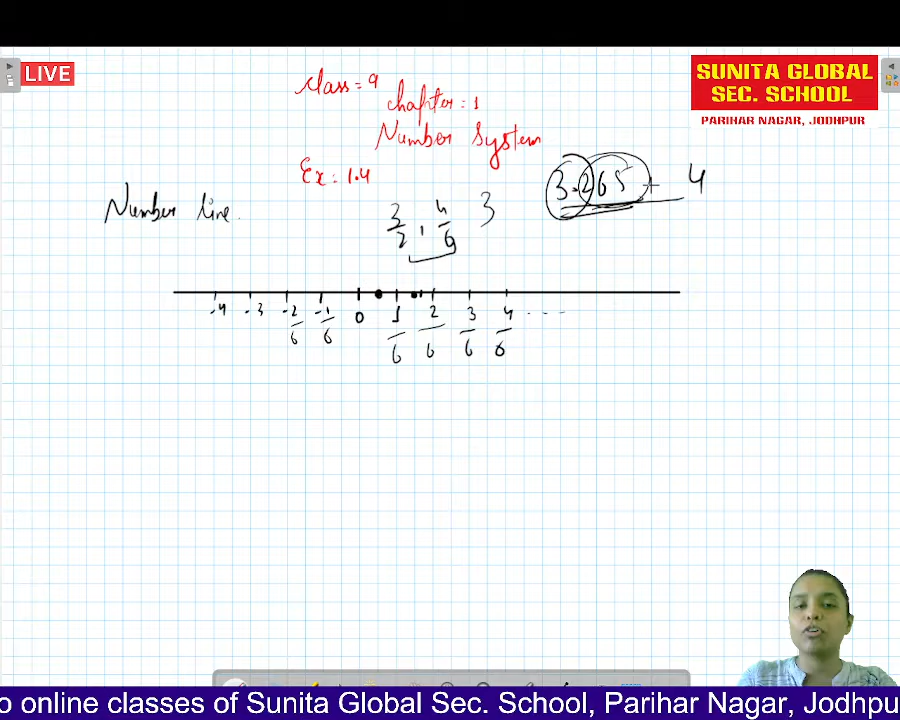 LIVE
SUNITA GLOBAL
SEC. SCHOOL
PARIHAR NAGAR, JODHPUR
Class = 9
Chapter : 1
Number System
Ex : 1.4
Number line.
3/2 , 4/6 3
3.265 4
-4 -3 -2/6 -1/6 0 1/6 2/6 3/6 4/6 ....
o online classes of Sunita Global Sec. School, Parihar Nagar, Jodhpu